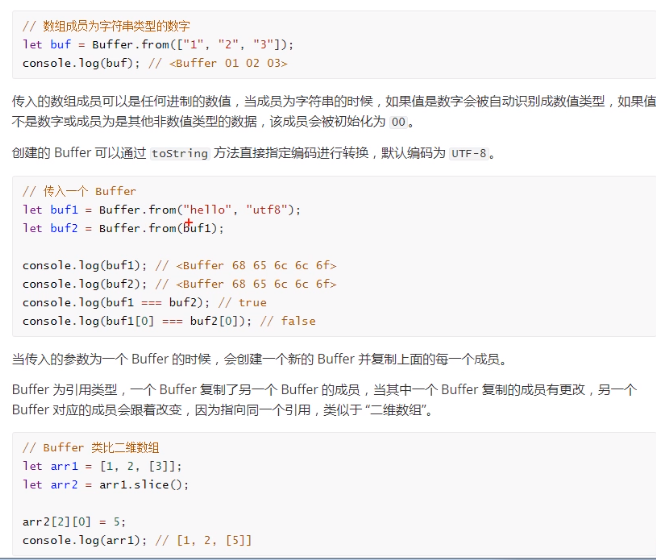 // 数组成员为字符串类型的数字
let buf = Buffer.from(["1", "2", "3"]);
console.log(buf); // <Buffer 01 02 03>
传入的数组成员可以是任何进制的数值，当成员为字符串的时候，如果值是数字会被自动识别成数值类型，如果值
不是数字或成员为是其他非数值类型的数据，该成员会被初始化为 00。
创建的 Buffer 可以通过 toString 方法直接指定编码进行转换，默认编码为 UTF-8。
// 传入一个 Buffer
let buf1 = Buffer.from("hello", "utf8");
let buf2 = Buffer.from(buf1);
console.log(buf1); // <Buffer 68 65 6c 6c 6f>
console.log(buf2); // <Buffer 68 65 6c 6c 6f>
console.log(buf1 === buf2); // true
console.log(buf1[0] === buf2[0]); // false
当传入的参数为一个 Buffer 的时候，会创建一个新的 Buffer 并复制上面的每一个成员。
Buffer 为引用类型，一个 Buffer 复制了另一个 Buffer 的成员，当其中一个 Buffer 复制的成员有更改，另一个
Buffer 对应的成员会跟着改变，因为指向同一个引用，类似于 “二维数组”。
// Buffer 类比二维数组
let arr1 = [1, 2, [3]];
let arr2 = arr1.slice();
arr2[2][0] = 5;
console.log(arr1); // [1, 2, [5]]